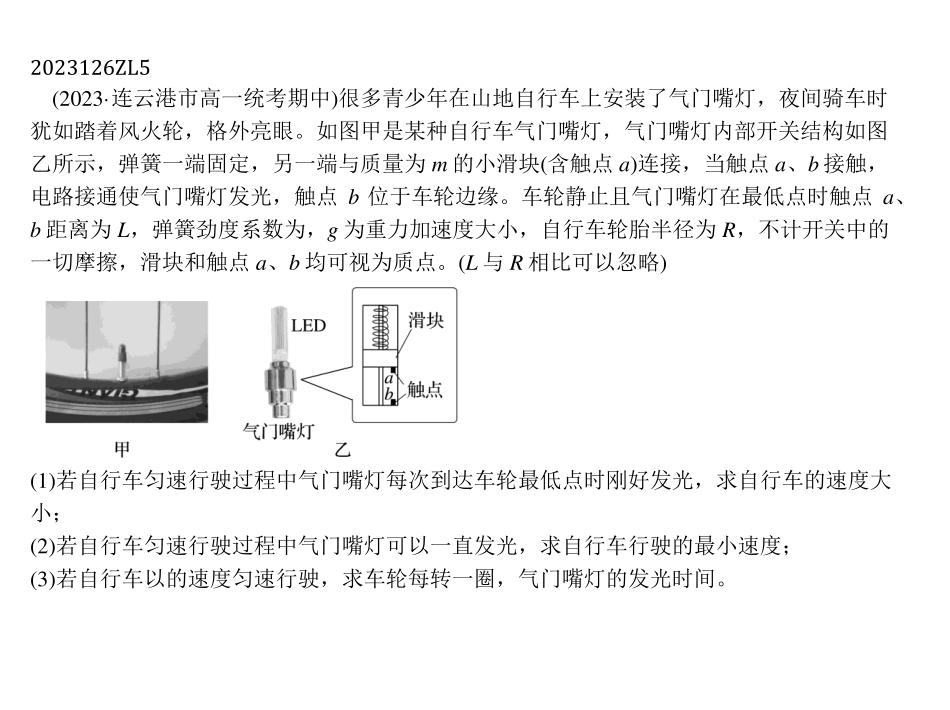 2023126ZL5
(2023·连云港市高一统考期中)很多青少年在山地自行车上安装了气门嘴灯，夜间骑车时
犹如踏着风火轮，格外亮眼。如图甲是某种自行车气门嘴灯，气门嘴灯内部开关结构如图
乙所示，弹簧一端固定，另一端与质量为 m 的小滑块(含触点 a)连接，当触点 a、b 接触，
电路接通使气门嘴灯发光，触点 b 位于车轮边缘。车轮静止且气门嘴灯在最低点时触点 a、
b 距离为 L，弹簧劲度系数为，g 为重力加速度大小，自行车轮胎半径为 R，不计开关中的
一切摩擦，滑块和触点 a、b 均可视为质点。(L 与 R 相比可以忽略)
LED
滑块
a
b
触点
GIANT
气门嘴灯
甲
乙
(1)若自行车匀速行驶过程中气门嘴灯每次到达车轮最低点时刚好发光，求自行车的速度大
小；
(2)若自行车匀速行驶过程中气门嘴灯可以一直发光，求自行车行驶的最小速度；
(3)若自行车以的速度匀速行驶，求车轮每转一圈，气门嘴灯的发光时间。